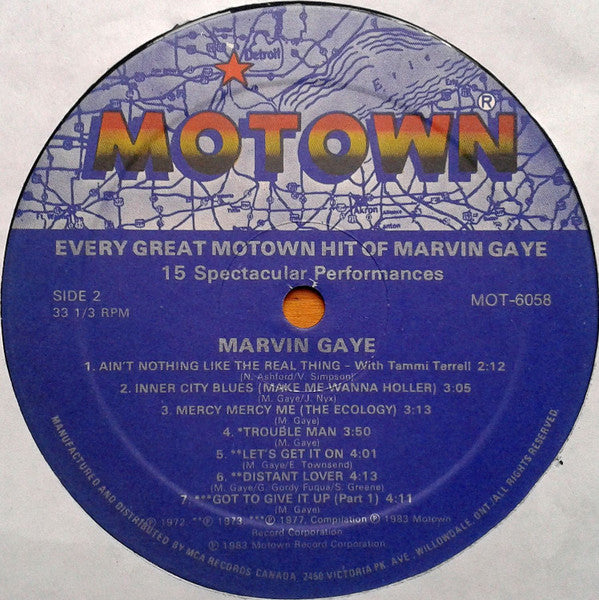 Detroit
Erie
MOTOWN®
Akron
EVERY GREAT MOTOWN HIT OF MARVIN GAYE
15 Spectacular Performances
SIDE 2
33 1/3 RPM
MOT-6058
MARVIN GAYE
1. AIN'T NOTHING LIKE THE REAL THING – With Tammi Terrell 2:12
(N. Ashford/V. Simpson)
2. INNER CITY BLUES (MAKE ME WANNA HOLLER) 3:05
(M. Gaye/J. Nyx)
3. MERCY MERCY ME (THE ECOLOGY) 3:13
(M. Gaye)
4. *TROUBLE MAN 3:50
(M. Gaye)
5. **LET'S GET IT ON 4:01
(M. Gaye/E. Townsend)
6. **DISTANT LOVER 4:13
(M. Gaye/G. Gordy Fuqua/S. Greene)
7. ***GOT TO GIVE IT UP (Part 1) 4:11
(M. Gaye)
*℗ 1972, **℗ 1973, ***℗ 1977, Compilation ℗ 1983 Motown
Record Corporation
© 1983 Motown Record Corporation
MANUFACTURED AND DISTRIBUTED BY MCA RECORDS CANADA, 2450 VICTORIA PK. AVE., WILLOWDALE, ONT./ALL RIGHTS RESERVED.